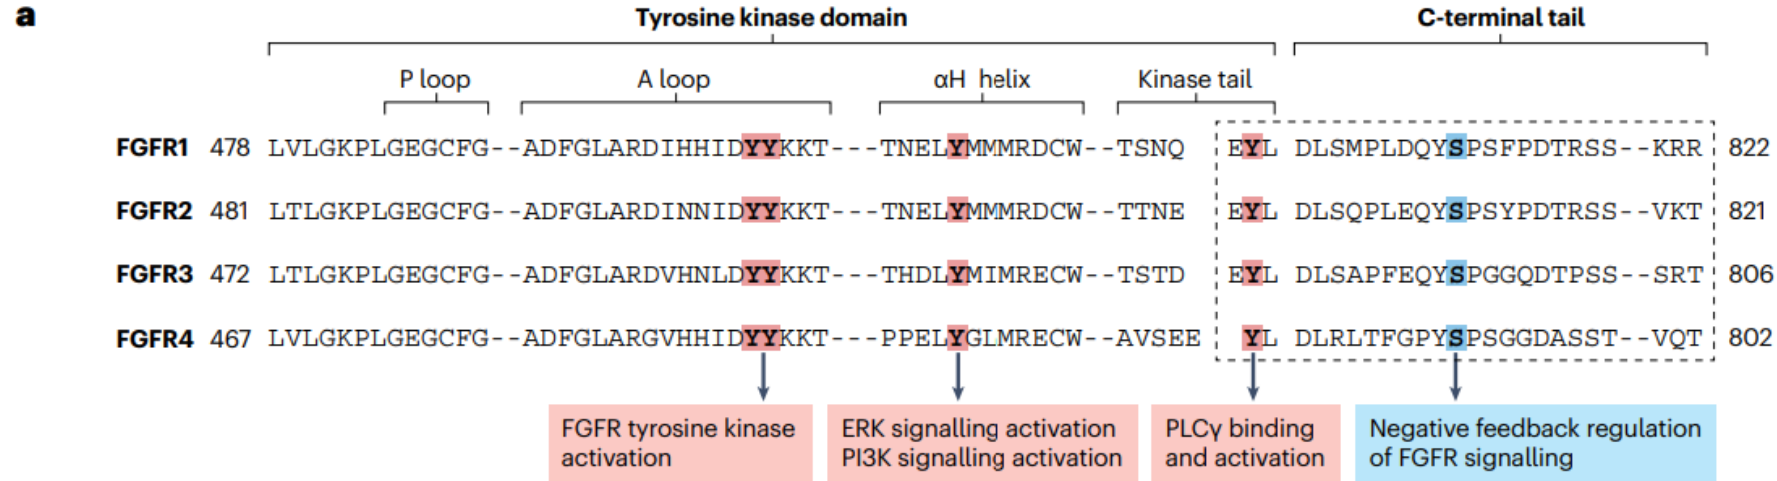 a
Tyrosine kinase domain C-terminal tail
P loop A loop αH helix Kinase tail
FGFR1 478 LVLGKPLGEGCFG--ADFGLARDIHHIDYYKKT---TNELYMMMRDCW--TSNQ EYL DLSMPLDQYSPSFPDTRSS--KRR 822
FGFR2 481 LTLGKPLGEGCFG--ADFGLARDINNIDYYKKT---TNELYMMMRDCW--TTNE EYL DLSQPLEQYSPSYPDTRSS--VKT 821
FGFR3 472 LTLGKPLGEGCFG--ADFGLARDVHNLDYYKKT---THDLYMIMRECW--TSTD EYL DLSAPFEQYSPGGQDTPSS--SRT 806
FGFR4 467 LVLGKPLGEGCFG--ADFGLARGVHHIDYYKKT---PPELYGLMRECW--AVSEE YL DLRLTFGPYSPSGGDASST--VQT 802
FGFR tyrosine kinase
activation
ERK signalling activation
PI3K signalling activation
PLCγ binding
and activation
Negative feedback regulation
of FGFR signalling